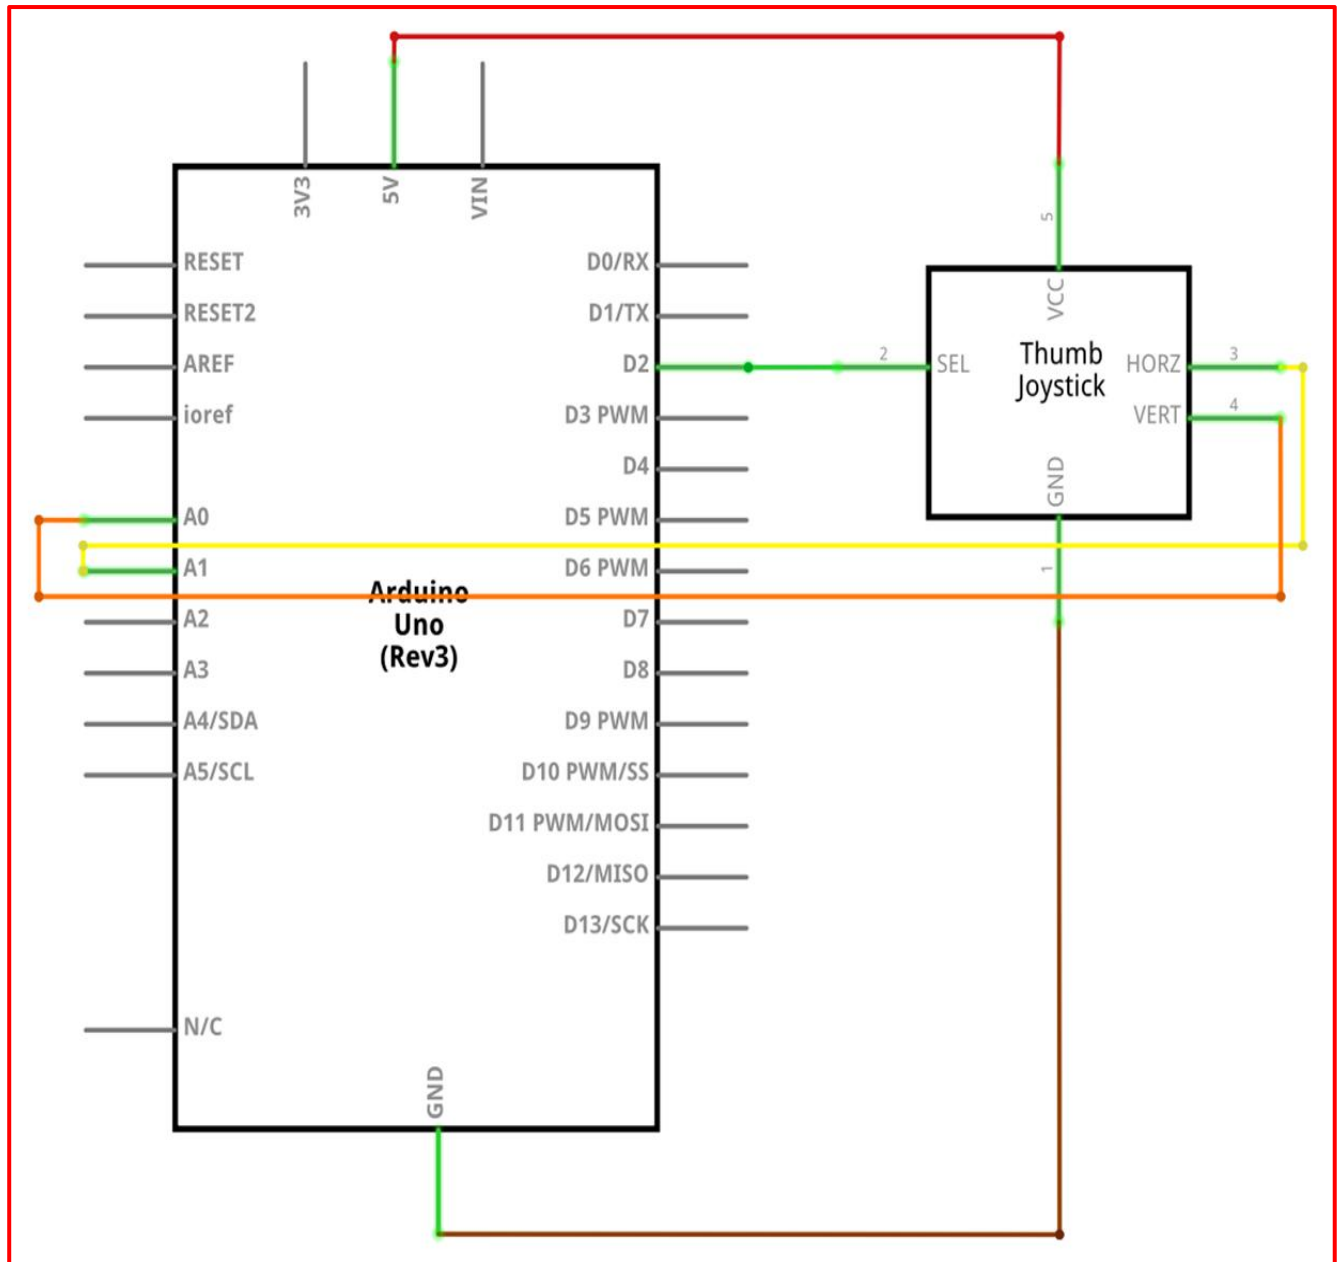 3V3
5V
VIN
RESET
RESET2
AREF
ioref
A0
A1
A2
A3
A4/SDA
A5/SCL
N/C
Arduino
Uno
(Rev3)
D0/RX
D1/TX
D2
D3 PWM
D4
D5 PWM
D6 PWM
D7
D8
D9 PWM
D10 PWM/SS
D11 PWM/MOSI
D12/MISO
D13/SCK
GND
5
VCC
2
SEL
Thumb
Joystick
HORZ
3
VERT
4
GND
1